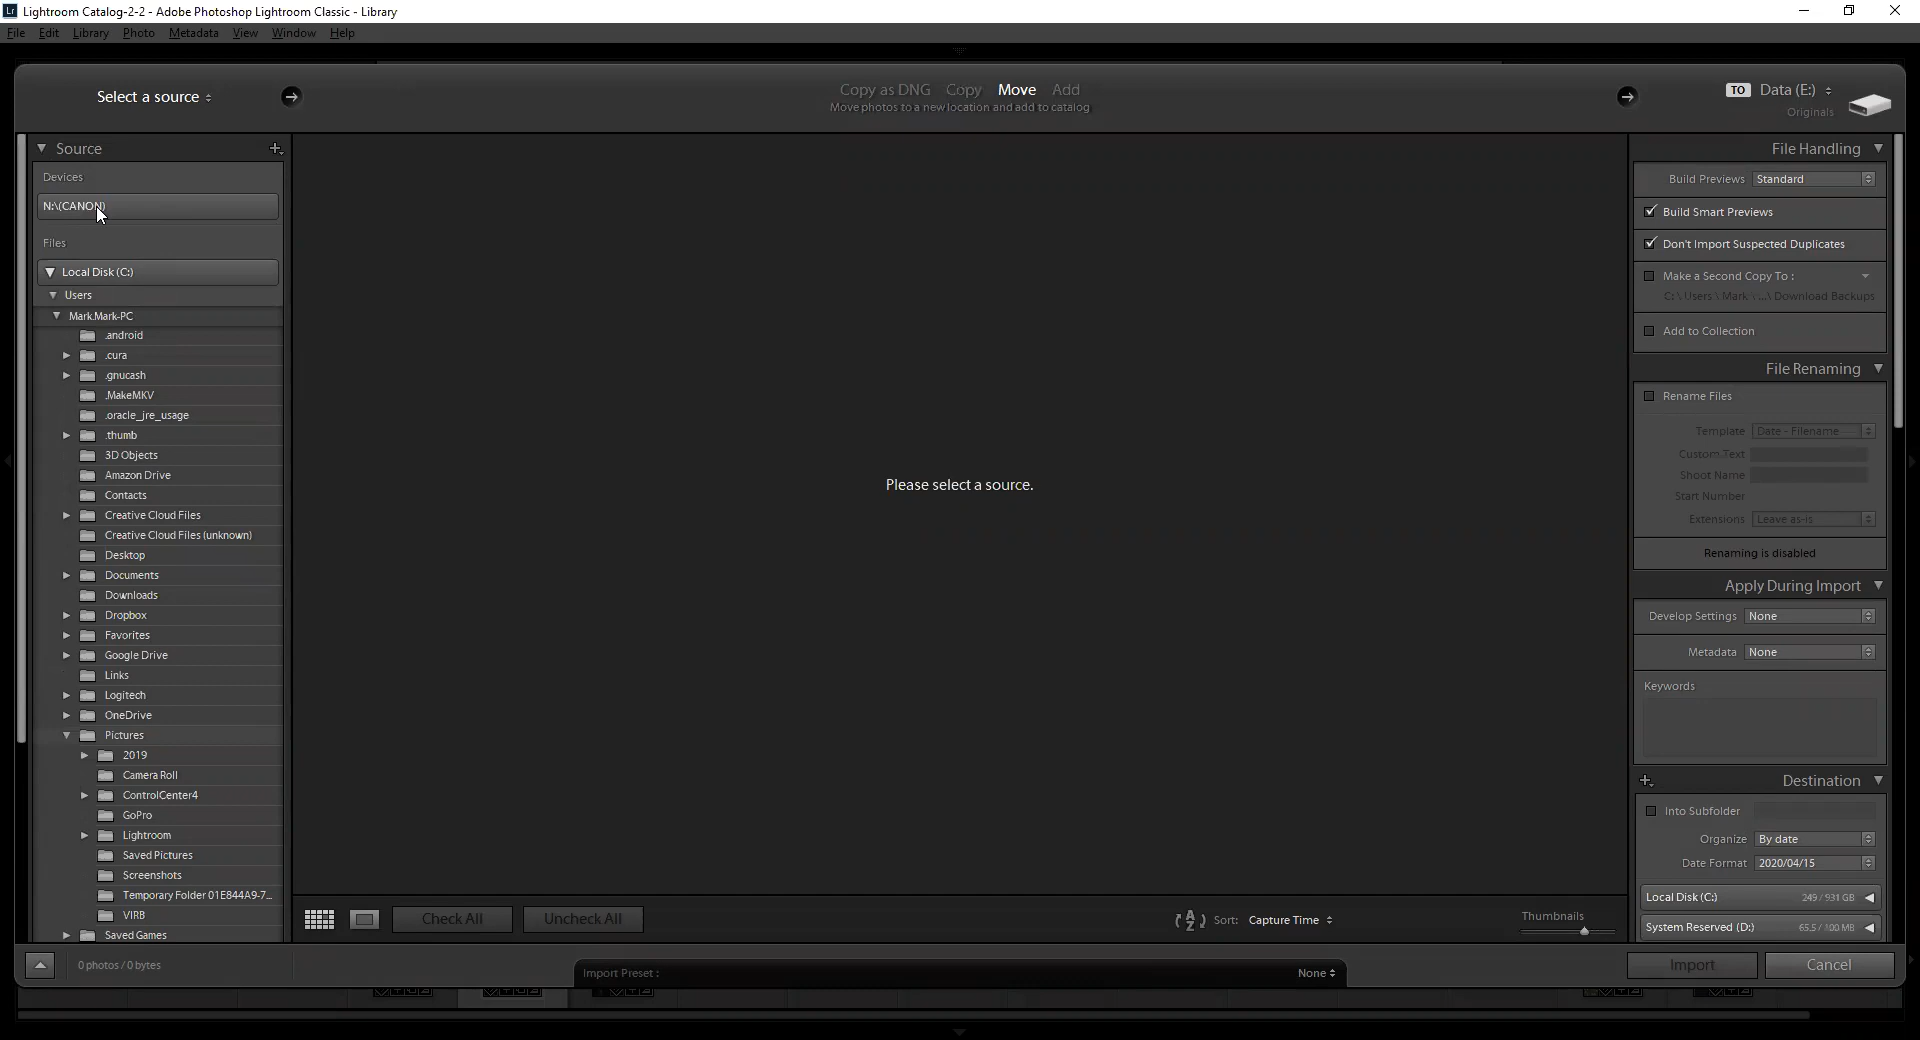 Lightroom Catalog-2-2 - Adobe Photoshop Lightroom Classic - Library
File Edit Library Photo Metadata View Window Help
Select a source
Copy as DNG Copy Move Add
Move photos to a new location and add to catalog
TO Data (E:)
Originals
Source
Devices
N:\(CANON)
Files
Local Disk (C:)
Users
Mark.Mark-PC
.android
.cura
.gnucash
.MakeMKV
.oracle_jre_usage
.thumb
3D Objects
Amazon Drive
Contacts
Creative Cloud Files
Creative Cloud Files (unknown)
Desktop
Documents
Downloads
Dropbox
Favorites
Google Drive
Links
Logitech
OneDrive
Pictures
2019
Camera Roll
ControlCenter4
GoPro
Lightroom
Saved Pictures
Screenshots
Temporary Folder 01E844A9-7...
VIRB
Saved Games
Please select a source.
File Handling
Build Previews Standard
Build Smart Previews
Don't Import Suspected Duplicates
Make a Second Copy To :
C: \ Users \ Mark \ ...\ Download Backups
Add to Collection
File Renaming
Rename Files
Template Date - Filename
Custom Text
Shoot Name
Start Number
Extensions Leave as-is
Renaming is disabled
Apply During Import
Develop Settings None
Metadata None
Keywords
Destination
Into Subfolder
Organize By date
Date Format 2020/04/15
Local Disk (C:) 249 / 931 GB
System Reserved (D:) 65.5 / 100 MB
Check All Uncheck All Sort: Capture Time Thumbnails
0 photos / 0 bytes
Import Preset : None
Import Cancel